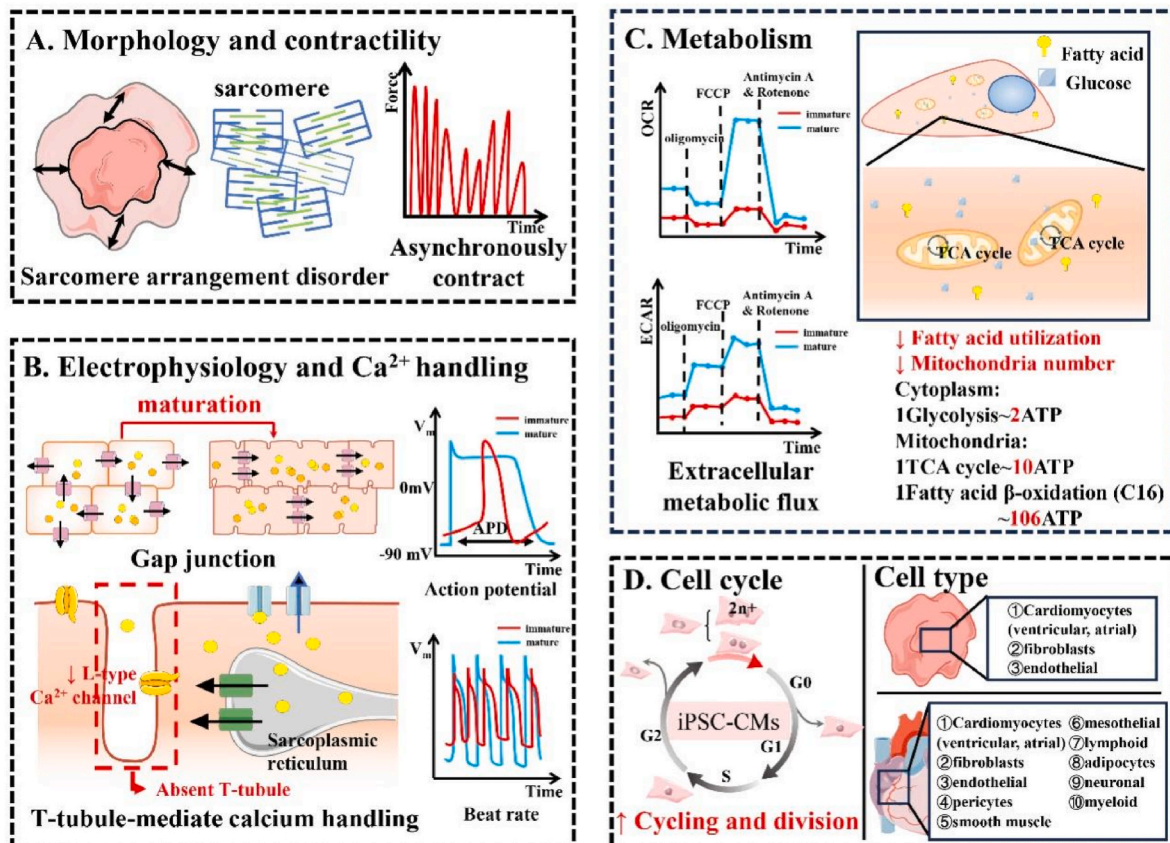 A. Morphology and contractility
sarcomere
Force
Time
Sarcomere arrangement disorder
Asynchronously
contract
B. Electrophysiology and Ca²⁺ handling
maturation
Gap junction
Vm
immature
mature
0mV
APD
-90 mV
Time
Action potential
↓ L-type
Ca²⁺ channel
Sarcoplasmic
reticulum
Absent T-tubule
T-tubule-mediate calcium handling
Vm
immature
mature
Time
Beat rate
C. Metabolism
OCR
oligomycin
FCCP
Antimycin A
& Rotenone
immature
mature
Time
ECAR
oligomycin
FCCP
Antimycin A
& Rotenone
immature
mature
Time
Extracellular
metabolic flux
Fatty acid
Glucose
TCA cycle
TCA cycle
↓ Fatty acid utilization
↓ Mitochondria number
Cytoplasm:
1Glycolysis~2ATP
Mitochondria:
1TCA cycle~10ATP
1Fatty acid β-oxidation (C16)
~106ATP
D. Cell cycle
2n+
G0
G1
S
G2
iPSC-CMs
↑ Cycling and division
Cell type
①Cardiomyocytes
(ventricular, atrial)
②fibroblasts
③endothelial
①Cardiomyocytes
(ventricular, atrial)
②fibroblasts
③endothelial
④pericytes
⑤smooth muscle
⑥mesothelial
⑦lymphoid
⑧adipocytes
⑨neuronal
⑩myeloid